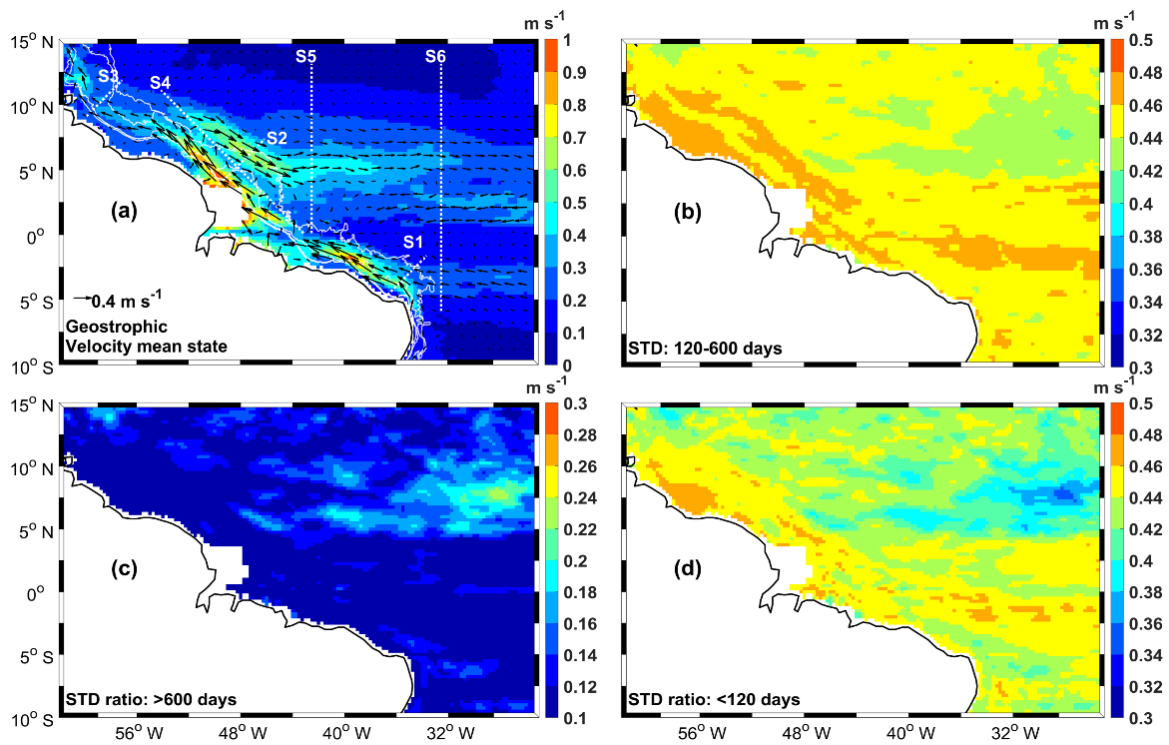 m s⁻¹
15° N
10° N
5° N
0°
5° S
10° S
S3
S4
S5
S6
S2
S1
(a)
0.4 m s⁻¹
Geostrophic
Velocity mean state
1
0.9
0.8
0.7
0.6
0.5
0.4
0.3
0.2
0.1
0
m s⁻¹
(b)
STD: 120-600 days
0.5
0.48
0.46
0.44
0.42
0.4
0.38
0.36
0.34
0.32
0.3
m s⁻¹
15° N
10° N
5° N
0°
5° S
10° S
(c)
STD ratio: >600 days
56° W
48° W
40° W
32° W
0.3
0.28
0.26
0.24
0.22
0.2
0.18
0.16
0.14
0.12
0.1
m s⁻¹
(d)
STD ratio: <120 days
56° W
48° W
40° W
32° W
0.5
0.48
0.46
0.44
0.42
0.4
0.38
0.36
0.34
0.32
0.3